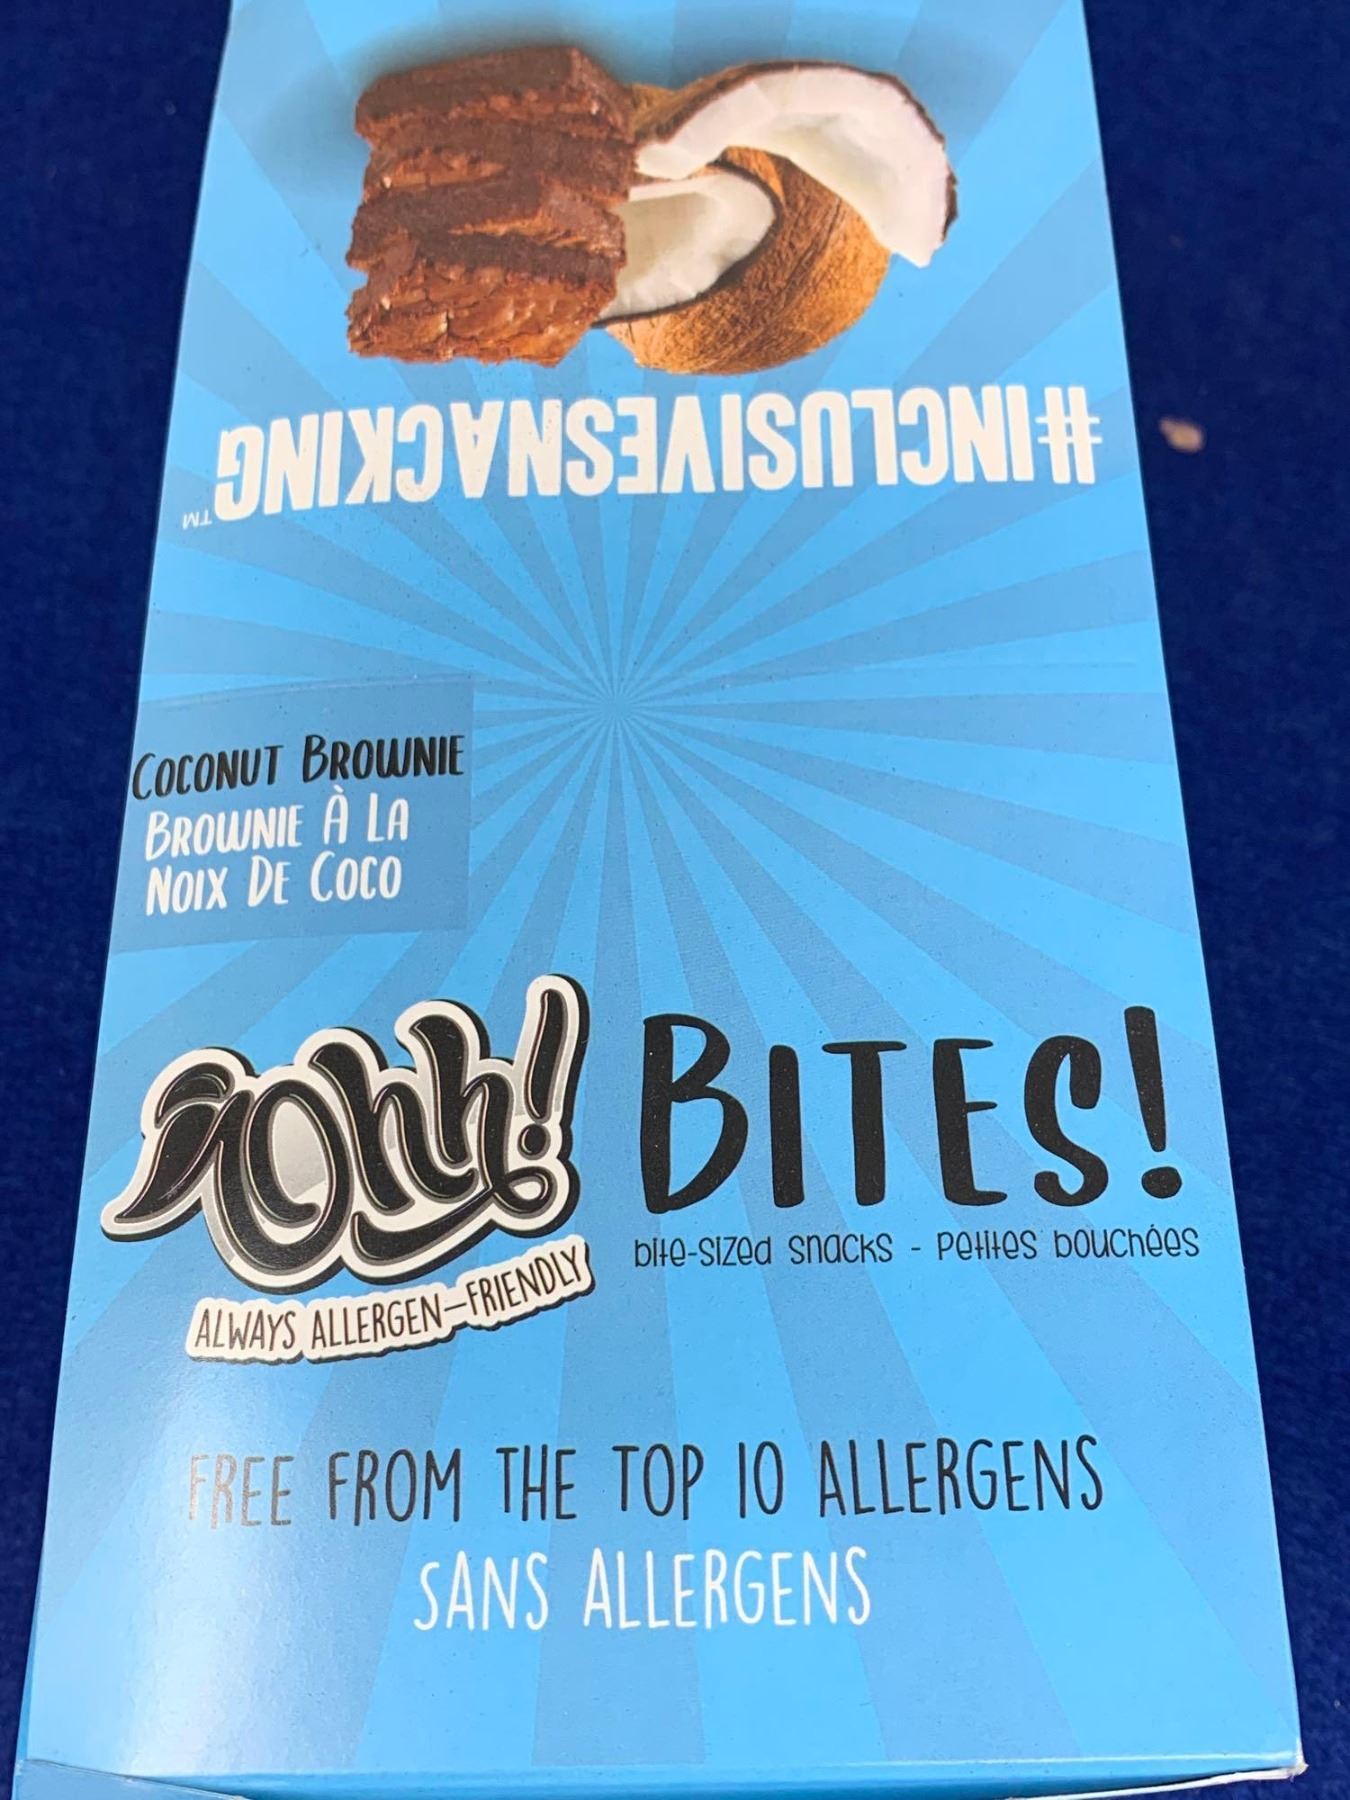 #INCLUSIVESNACKING™
COCONUT BROWNIE
BROWNIE À LA
NOIX DE COCO
Ohh! BITES!
bite-sized snacks - petites bouchées
ALWAYS ALLERGEN-FRIENDLY
FREE FROM THE TOP 10 ALLERGENS
SANS ALLERGENS